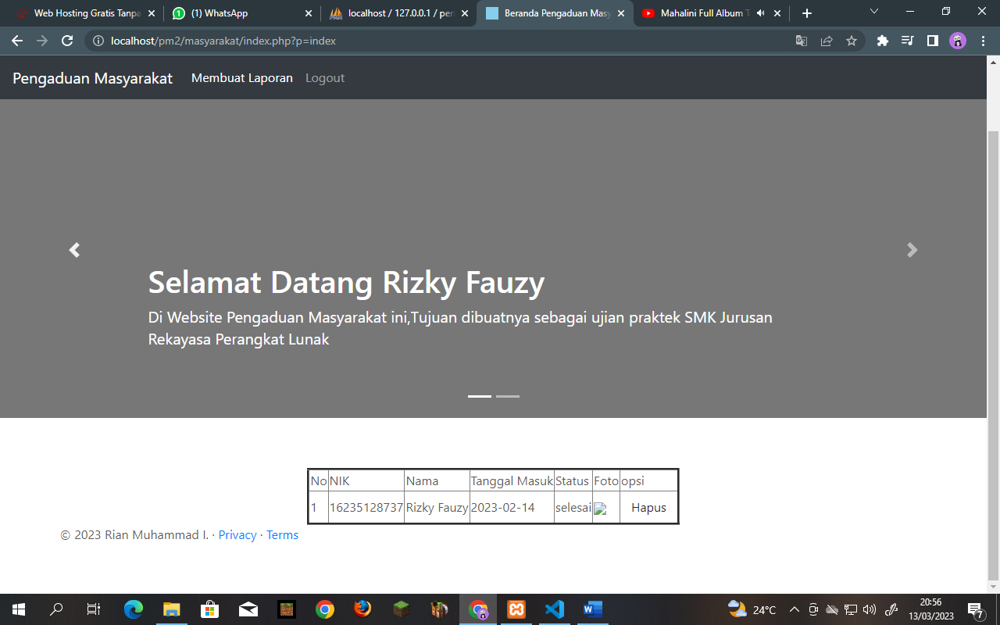 Web Hosting Gratis Tanpa
(1) WhatsApp
localhost / 127.0.0.1 / pen
Beranda Pengaduan Masy
Mahalini Full Album T
localhost/pm2/masyarakat/index.php?p=index
Pengaduan Masyarakat Membuat Laporan Logout
Selamat Datang Rizky Fauzy
Di Website Pengaduan Masyarakat ini,Tujuan dibuatnya sebagai ujian praktek SMK Jurusan
Rekayasa Perangkat Lunak
No NIK Nama Tanggal Masuk Status Foto opsi
1 16235128737 Rizky Fauzy 2023-02-14 selesai Hapus
© 2023 Rian Muhammad I. · Privacy · Terms
24°C
20:56
13/03/2023
7